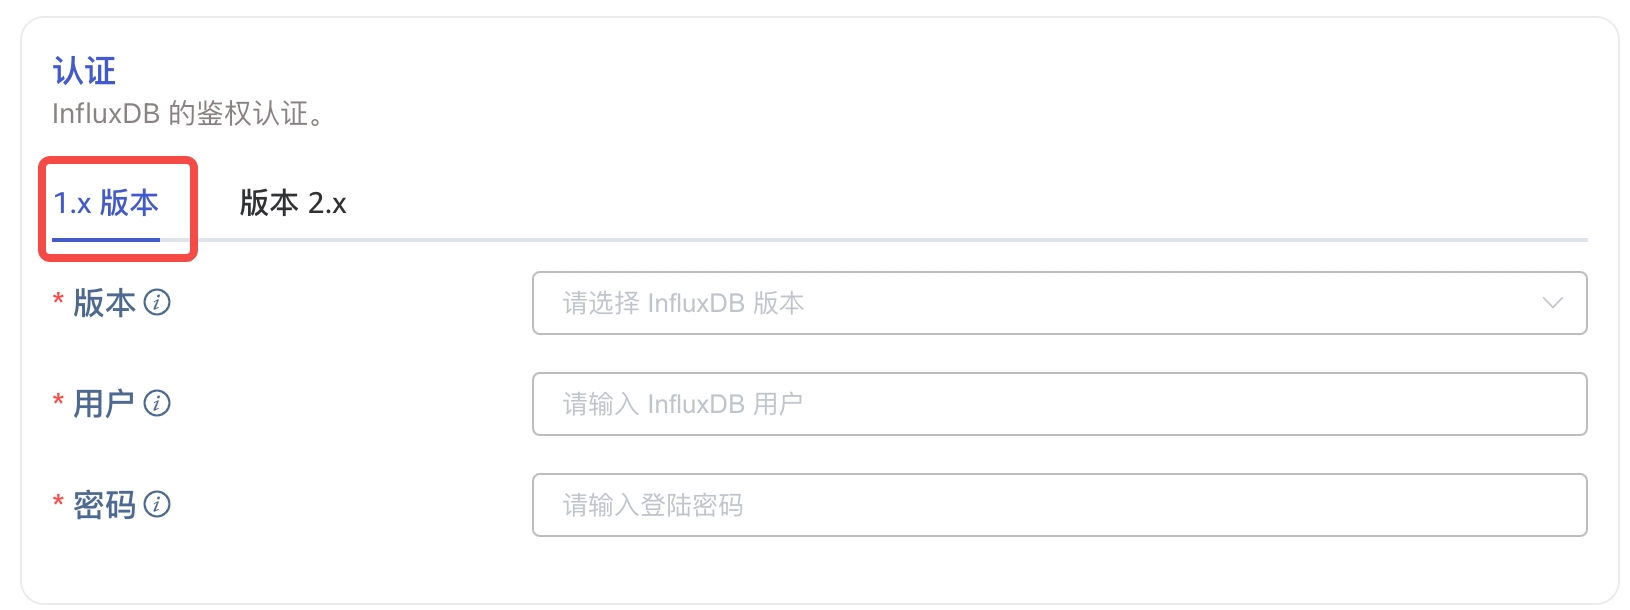 认证
InfluxDB 的鉴权认证。
1.x 版本 版本 2.x
* 版本 请选择 InfluxDB 版本
* 用户 请输入 InfluxDB 用户
* 密码 请输入登陆密码